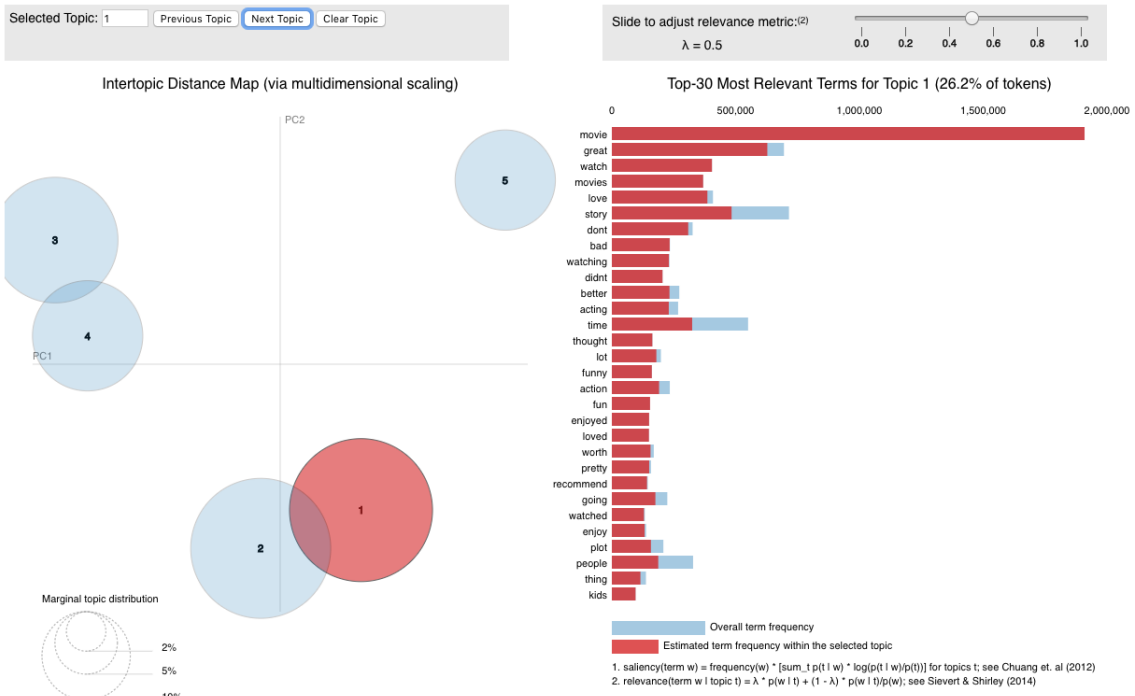 Selected Topic: 1 Previous Topic Next Topic Clear Topic
Slide to adjust relevance metric:(2)
λ = 0.5
0.0 0.2 0.4 0.6 0.8 1.0
Intertopic Distance Map (via multidimensional scaling)
PC2
PC1
5
3
4
1
2
Marginal topic distribution
2%
5%
10%
Top-30 Most Relevant Terms for Topic 1 (26.2% of tokens)
0 500,000 1,000,000 1,500,000 2,000,000
movie
great
watch
movies
love
story
dont
bad
watching
didnt
better
acting
time
thought
lot
funny
action
fun
enjoyed
loved
worth
pretty
recommend
going
watched
enjoy
plot
people
thing
kids
Overall term frequency
Estimated term frequency within the selected topic
1. saliency(term w) = frequency(w) * [sum_t p(t | w) * log(p(t | w)/p(t))] for topics t; see Chuang et. al (2012)
2. relevance(term w | topic t) = λ * p(w | t) + (1 - λ) * p(w | t)/p(w); see Sievert & Shirley (2014)